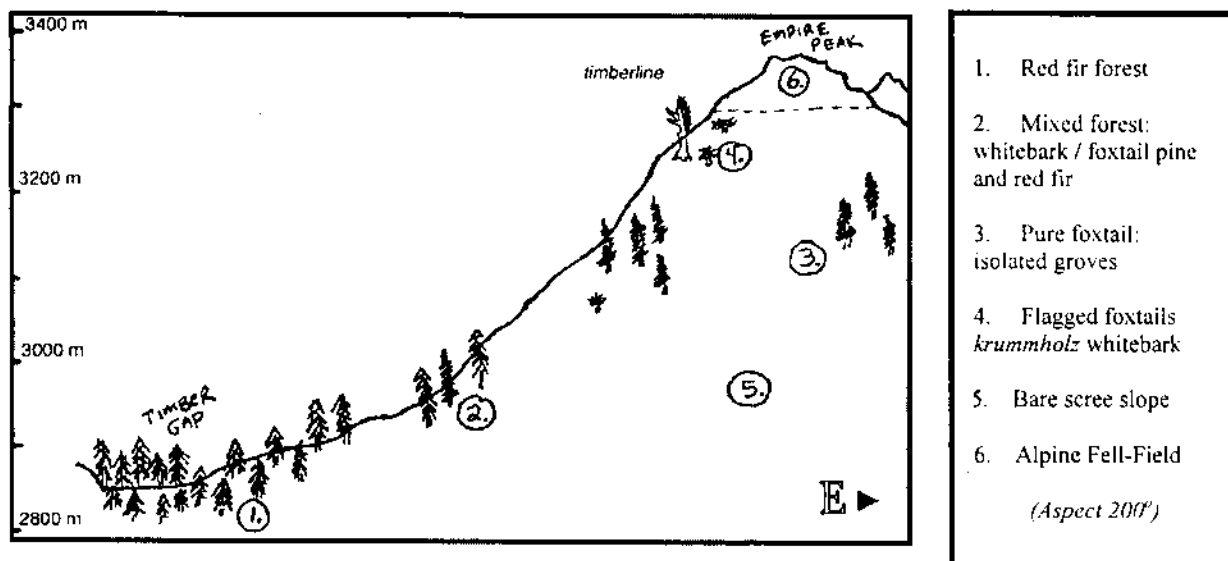 3400 m
EMPIRE
PEAK
timberline
6.
4.
3200 m
3.
3000 m
5.
TIMBER
GAP
2.
E
1.
2800 m
1. Red fir forest
2. Mixed forest:
whitebark / foxtail pine
and red fir
3. Pure foxtail:
isolated groves
4. Flagged foxtails
krummholz whitebark
5. Bare scree slope
6. Alpine Fell-Field
(Aspect 200º)